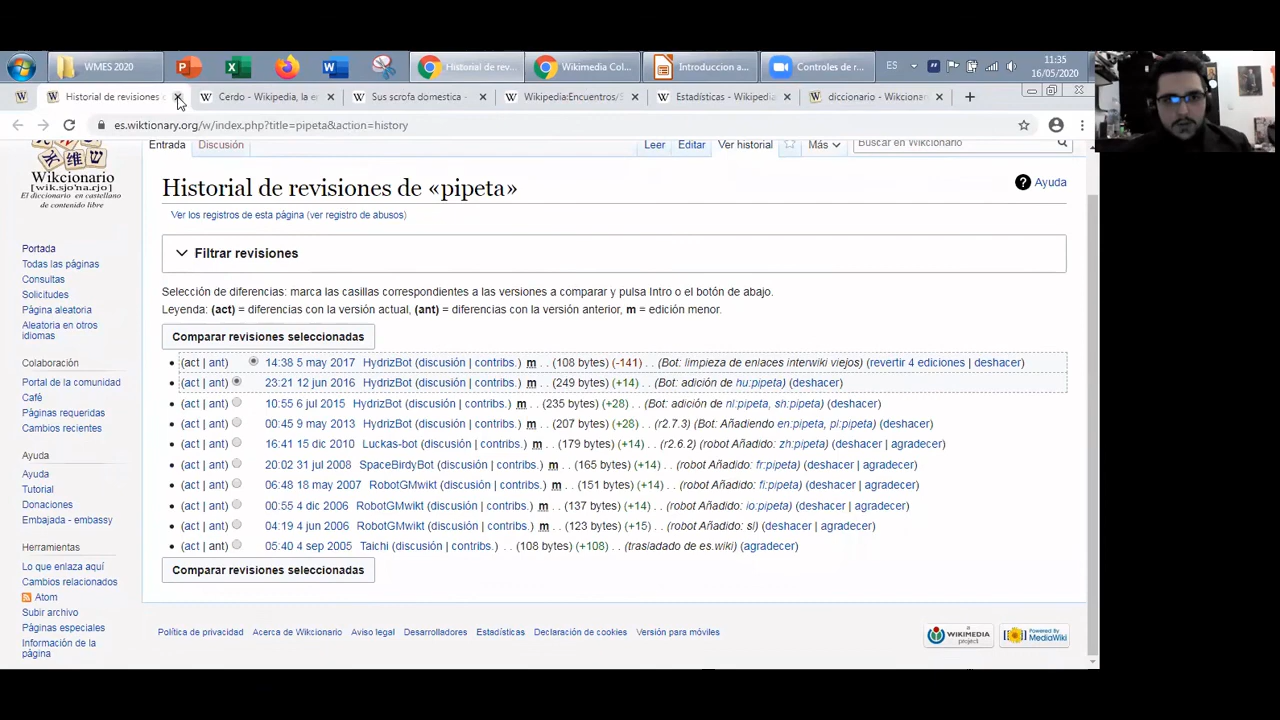 WMES 2020
Historial de rev...
Wikimedia Col...
Introduccion a ...
Controles de r...
ES
11:35
16/05/2020
Historial de revisiones d
Cerdo - Wikipedia, la en
Sus scrofa domestica -
Wikipedia:Encuentros/S
Estadísticas - Wikipedia
diccionario - Wikcionar
es.wiktionary.org/w/index.php?title=pipeta&action=history
Wikcionario
[wik.sjo'na.rjo]
El diccionario en castellano
de contenido libre
Entrada
Discusión
Leer
Editar
Ver historial
Más
Buscar en Wikcionario
Historial de revisiones de «pipeta»
Ayuda
Ver los registros de esta página (ver registro de abusos)
Filtrar revisiones
Selección de diferencias: marca las casillas correspondientes a las versiones a comparar y pulsa Intro o el botón de abajo.
Leyenda: (act) = diferencias con la versión actual, (ant) = diferencias con la versión anterior, m = edición menor.
Comparar revisiones seleccionadas
(act | ant) 14:38 5 may 2017 HydrizBot (discusión | contribs.) m . . (108 bytes) (-141) . . (Bot: limpieza de enlaces interwiki viejos) (revertir 4 ediciones | deshacer)
(act | ant) 23:21 12 jun 2016 HydrizBot (discusión | contribs.) m . . (249 bytes) (+14) . . (Bot: adición de hu:pipeta) (deshacer)
(act | ant) 10:55 6 jul 2015 HydrizBot (discusión | contribs.) m . . (235 bytes) (+28) . . (Bot: adición de nl:pipeta, sh:pipeta) (deshacer)
(act | ant) 00:45 9 may 2013 HydrizBot (discusión | contribs.) m . . (207 bytes) (+28) . . (r2.7.3) (Bot: Añadiendo en:pipeta, pl:pipeta) (deshacer)
(act | ant) 16:41 15 dic 2010 Luckas-bot (discusión | contribs.) m . . (179 bytes) (+14) . . (r2.6.2) (robot Añadido: zh:pipeta) (deshacer | agradecer)
(act | ant) 20:02 31 jul 2008 SpaceBirdyBot (discusión | contribs.) m . . (165 bytes) (+14) . . (robot Añadido: fr:pipeta) (deshacer | agradecer)
(act | ant) 06:48 18 may 2007 RobotGMwikt (discusión | contribs.) m . . (151 bytes) (+14) . . (robot Añadido: fi:pipeta) (deshacer | agradecer)
(act | ant) 00:55 4 dic 2006 RobotGMwikt (discusión | contribs.) m . . (137 bytes) (+14) . . (robot Añadido: io:pipeta) (deshacer | agradecer)
(act | ant) 04:19 4 jun 2006 RobotGMwikt (discusión | contribs.) m . . (123 bytes) (+15) . . (robot Añadido: sl) (deshacer | agradecer)
(act | ant) 05:40 4 sep 2005 Taichi (discusión | contribs.) . . (108 bytes) (+108) . . (trasladado de es.wiki) (agradecer)
Comparar revisiones seleccionadas
Portada
Todas las páginas
Consultas
Solicitudes
Página aleatoria
Aleatoria en otros
idiomas
Colaboración
Portal de la comunidad
Café
Páginas requeridas
Cambios recientes
Ayuda
Ayuda
Tutorial
Donaciones
Embajada - embassy
Herramientas
Lo que enlaza aquí
Cambios relacionados
Atom
Subir archivo
Páginas especiales
Información de la
página
Política de privacidad
Acerca de Wikcionario
Aviso legal
Desarrolladores
Estadísticas
Declaración de cookies
Versión para móviles
a
WIKIMEDIA
project
Powered By
MediaWiki